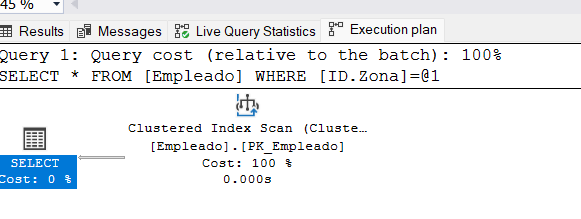 45 %
Results Messages Live Query Statistics Execution plan
Query 1: Query cost (relative to the batch): 100%
SELECT * FROM [Empleado] WHERE [ID.Zona]=@1
Clustered Index Scan (Cluste…
[Empleado].[PK_Empleado]
Cost: 100 %
0.000s
SELECT
Cost: 0 %